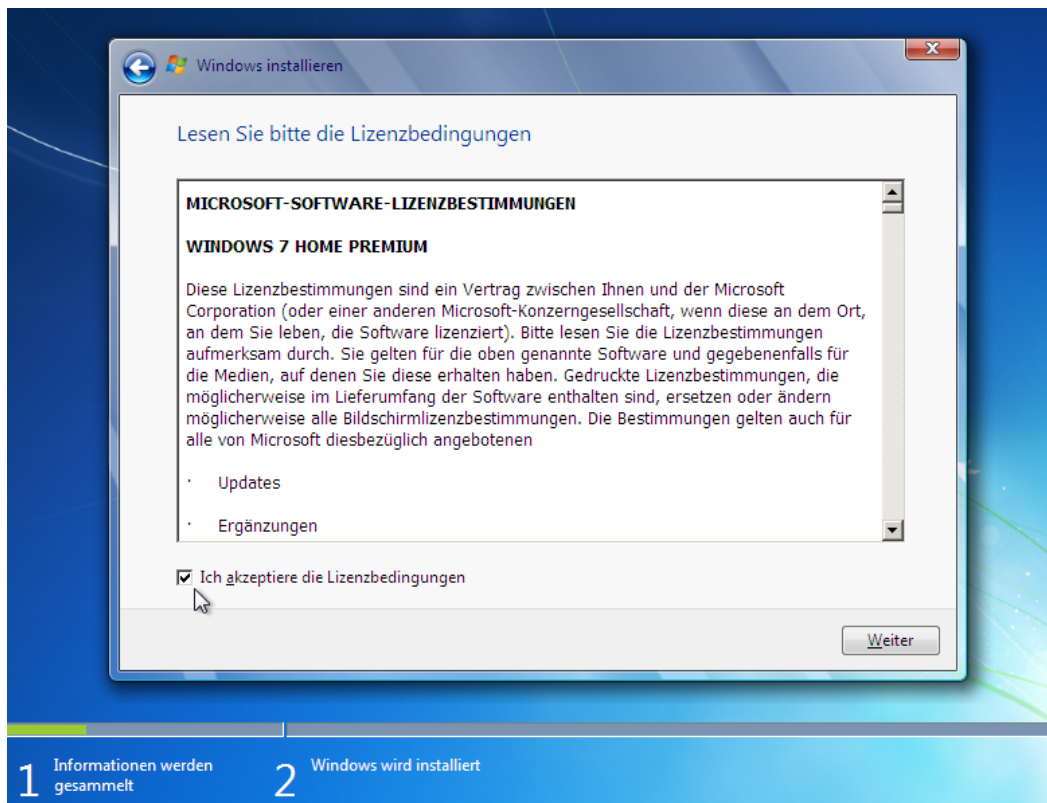 Windows installieren
Lesen Sie bitte die Lizenzbedingungen
MICROSOFT-SOFTWARE-LIZENZBESTIMMUNGEN
WINDOWS 7 HOME PREMIUM
Diese Lizenzbestimmungen sind ein Vertrag zwischen Ihnen und der Microsoft
Corporation (oder einer anderen Microsoft-Konzerngesellschaft, wenn diese an dem Ort,
an dem Sie leben, die Software lizenziert). Bitte lesen Sie die Lizenzbestimmungen
aufmerksam durch. Sie gelten für die oben genannte Software und gegebenenfalls für
die Medien, auf denen Sie diese erhalten haben. Gedruckte Lizenzbestimmungen, die
möglicherweise im Lieferumfang der Software enthalten sind, ersetzen oder ändern
möglicherweise alle Bildschirmlizenzbestimmungen. Die Bestimmungen gelten auch für
alle von Microsoft diesbezüglich angebotenen
· Updates
· Ergänzungen
Ich akzeptiere die Lizenzbedingungen
Weiter
1 Informationen werden
gesammelt
2 Windows wird installiert